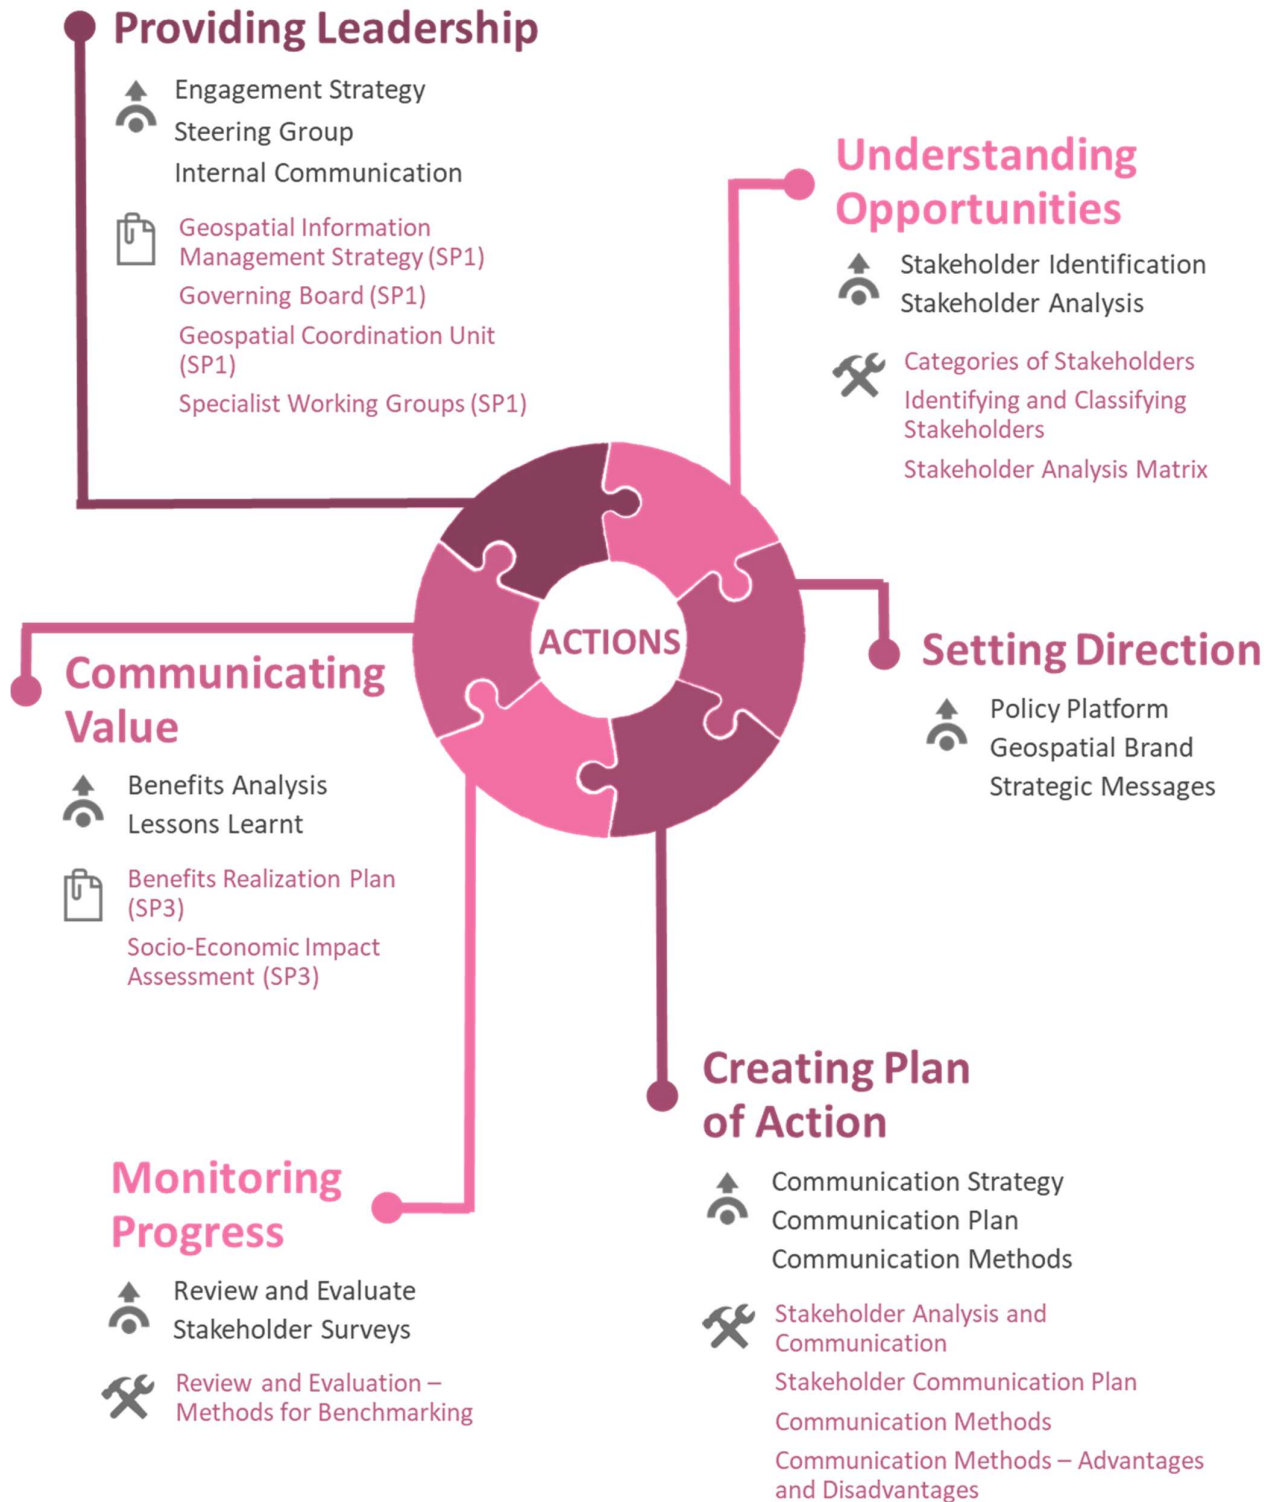 Providing Leadership
Engagement Strategy
Steering Group
Internal Communication
Geospatial Information
Management Strategy (SP1)
Governing Board (SP1)
Geospatial Coordination Unit
(SP1)
Specialist Working Groups (SP1)
Understanding
Opportunities
Stakeholder Identification
Stakeholder Analysis
Categories of Stakeholders
Identifying and Classifying
Stakeholders
Stakeholder Analysis Matrix
ACTIONS
Setting Direction
Policy Platform
Geospatial Brand
Strategic Messages
Communicating
Value
Benefits Analysis
Lessons Learnt
Benefits Realization Plan
(SP3)
Socio-Economic Impact
Assessment (SP3)
Creating Plan
of Action
Communication Strategy
Communication Plan
Communication Methods
Stakeholder Analysis and
Communication
Stakeholder Communication Plan
Communication Methods
Communication Methods – Advantages
and Disadvantages
Monitoring
Progress
Review and Evaluate
Stakeholder Surveys
Review and Evaluation –
Methods for Benchmarking